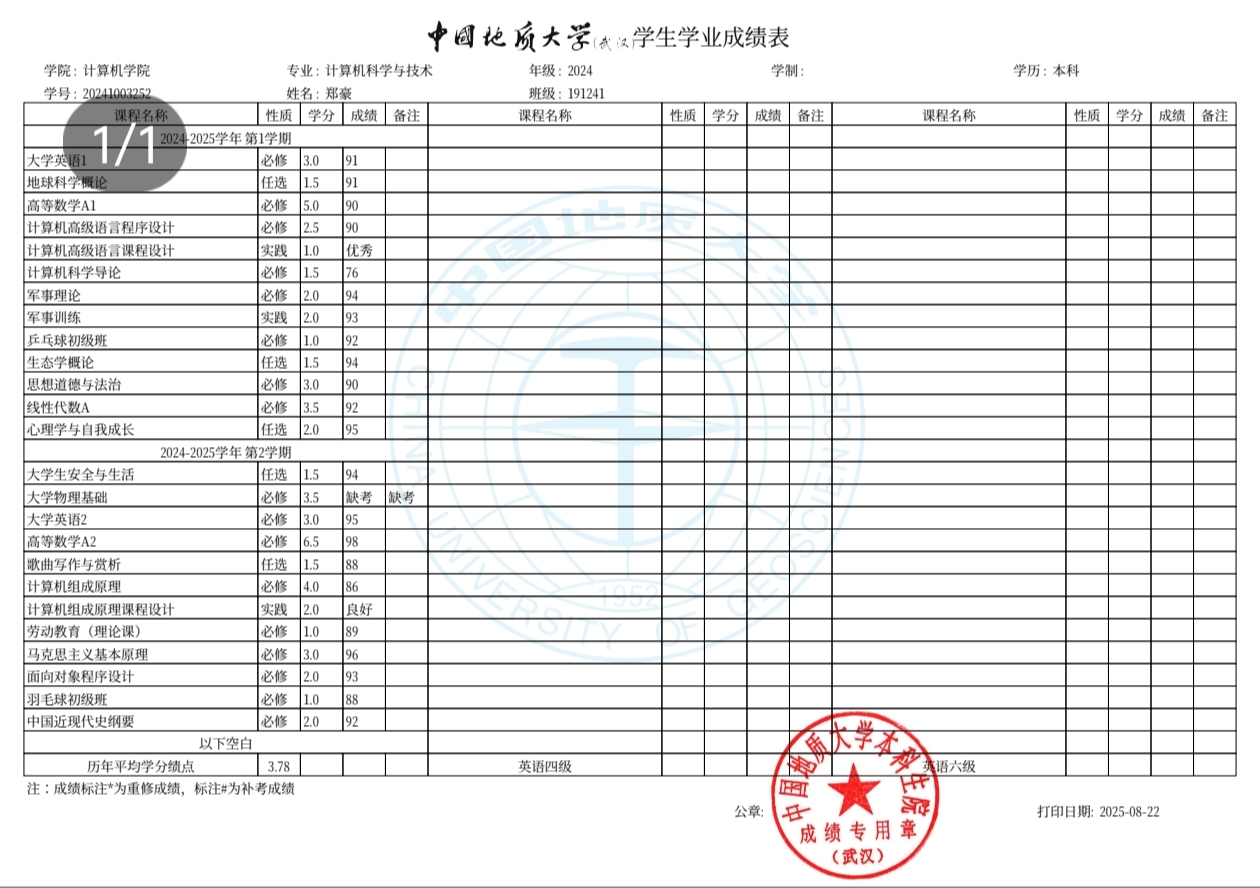 中國地质大学(武汉)学生学业成绩表
学院：计算机学院 专业：计算机科学与技术 年级：2024 学制： 学历：本科
学号：20241003252 姓名：郑豪 班级：191241
课程名称 性质 学分 成绩 备注 课程名称 性质 学分 成绩 备注 课程名称 性质 学分 成绩 备注
1/1
2024-2025学年 第1学期
大学英语1 必修 3.0 91
地球科学概论 任选 1.5 91
高等数学A1 必修 5.0 90
计算机高级语言程序设计 必修 2.5 90
计算机高级语言课程设计 实践 1.0 优秀
计算机科学导论 必修 1.5 76
军事理论 必修 2.0 94
军事训练 实践 2.0 93
乒乓球初级班 必修 1.0 92
生态学概论 任选 1.5 94
思想道德与法治 必修 3.0 90
线性代数A 必修 3.5 92
心理学与自我成长 任选 2.0 95
2024-2025学年 第2学期
大学生安全与生活 任选 1.5 94
大学物理基础 必修 3.5 缺考 缺考
大学英语2 必修 3.0 95
高等数学A2 必修 6.5 98
歌曲写作与赏析 任选 1.5 88
计算机组成原理 必修 4.0 86
计算机组成原理课程设计 实践 2.0 良好
劳动教育（理论课） 必修 1.0 89
马克思主义基本原理 必修 3.0 96
面向对象程序设计 必修 2.0 93
羽毛球初级班 必修 1.0 88
中国近现代史纲要 必修 2.0 92
以下空白
历年平均学分绩点 3.78 英语四级 英语六级
注：成绩标注*为重修成绩，标注#为补考成绩
公章: 打印日期: 2025-08-22
中国地质大学本科生院
成绩专用章
（武汉）
中国地质大学
CHINA UNIVERSITY OF GEOSCIENCES
1952